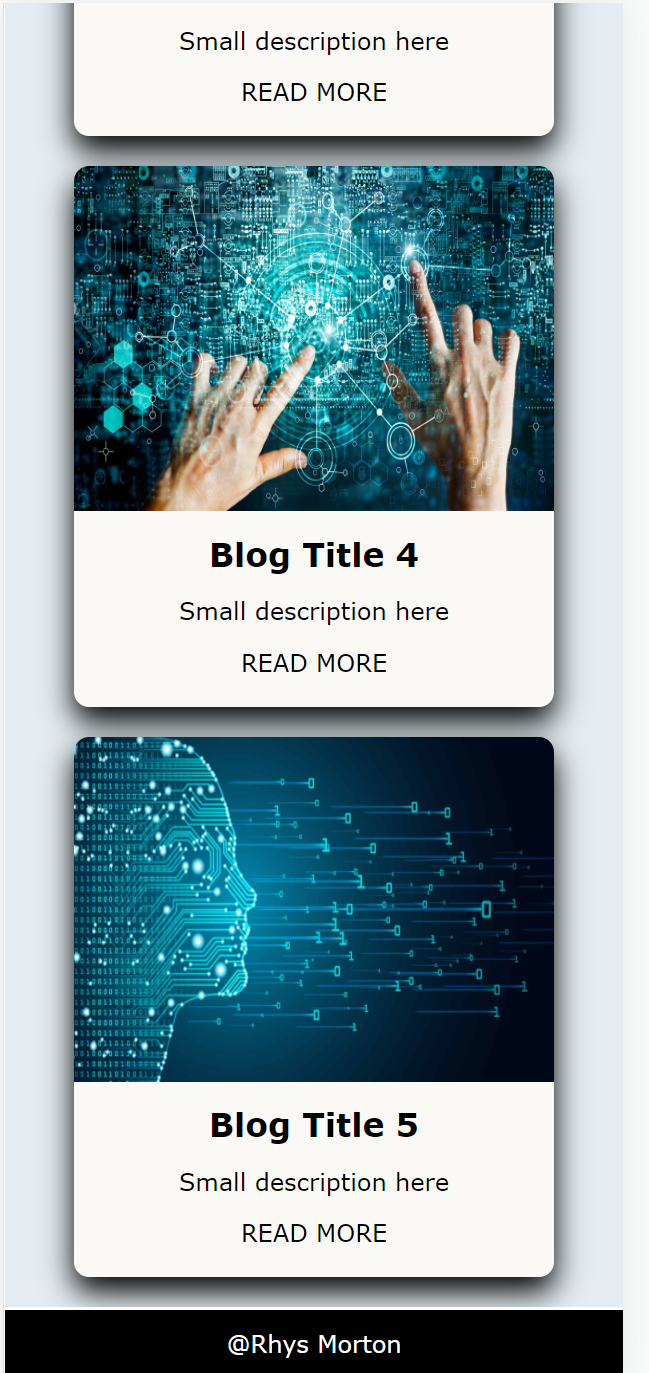 Small description here
READ MORE
Blog Title 4
Small description here
READ MORE
Blog Title 5
Small description here
READ MORE
@Rhys Morton